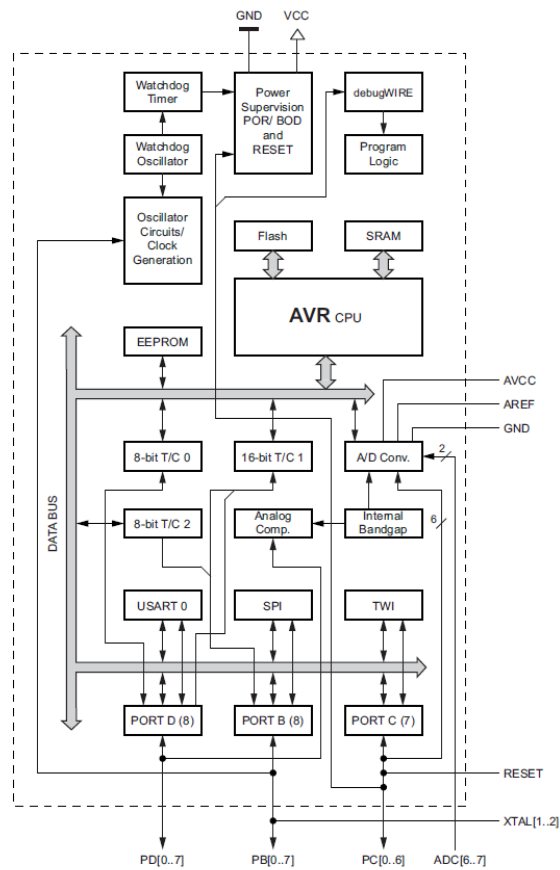 GND
VCC
Watchdog
Timer
Power
Supervision
POR/ BOD
and
RESET
debugWIRE
Watchdog
Oscillator
Program
Logic
Oscillator
Circuits/
Clock
Generation
Flash
SRAM
AVR CPU
EEPROM
AVCC
AREF
GND
8-bit T/C 0
16-bit T/C 1
A/D Conv.
2
DATA BUS
8-bit T/C 2
Analog
Comp.
Internal
Bandgap
6
USART 0
SPI
TWI
PORT D (8)
PORT B (8)
PORT C (7)
RESET
XTAL[1..2]
PD[0..7]
PB[0..7]
PC[0..6]
ADC[6..7]